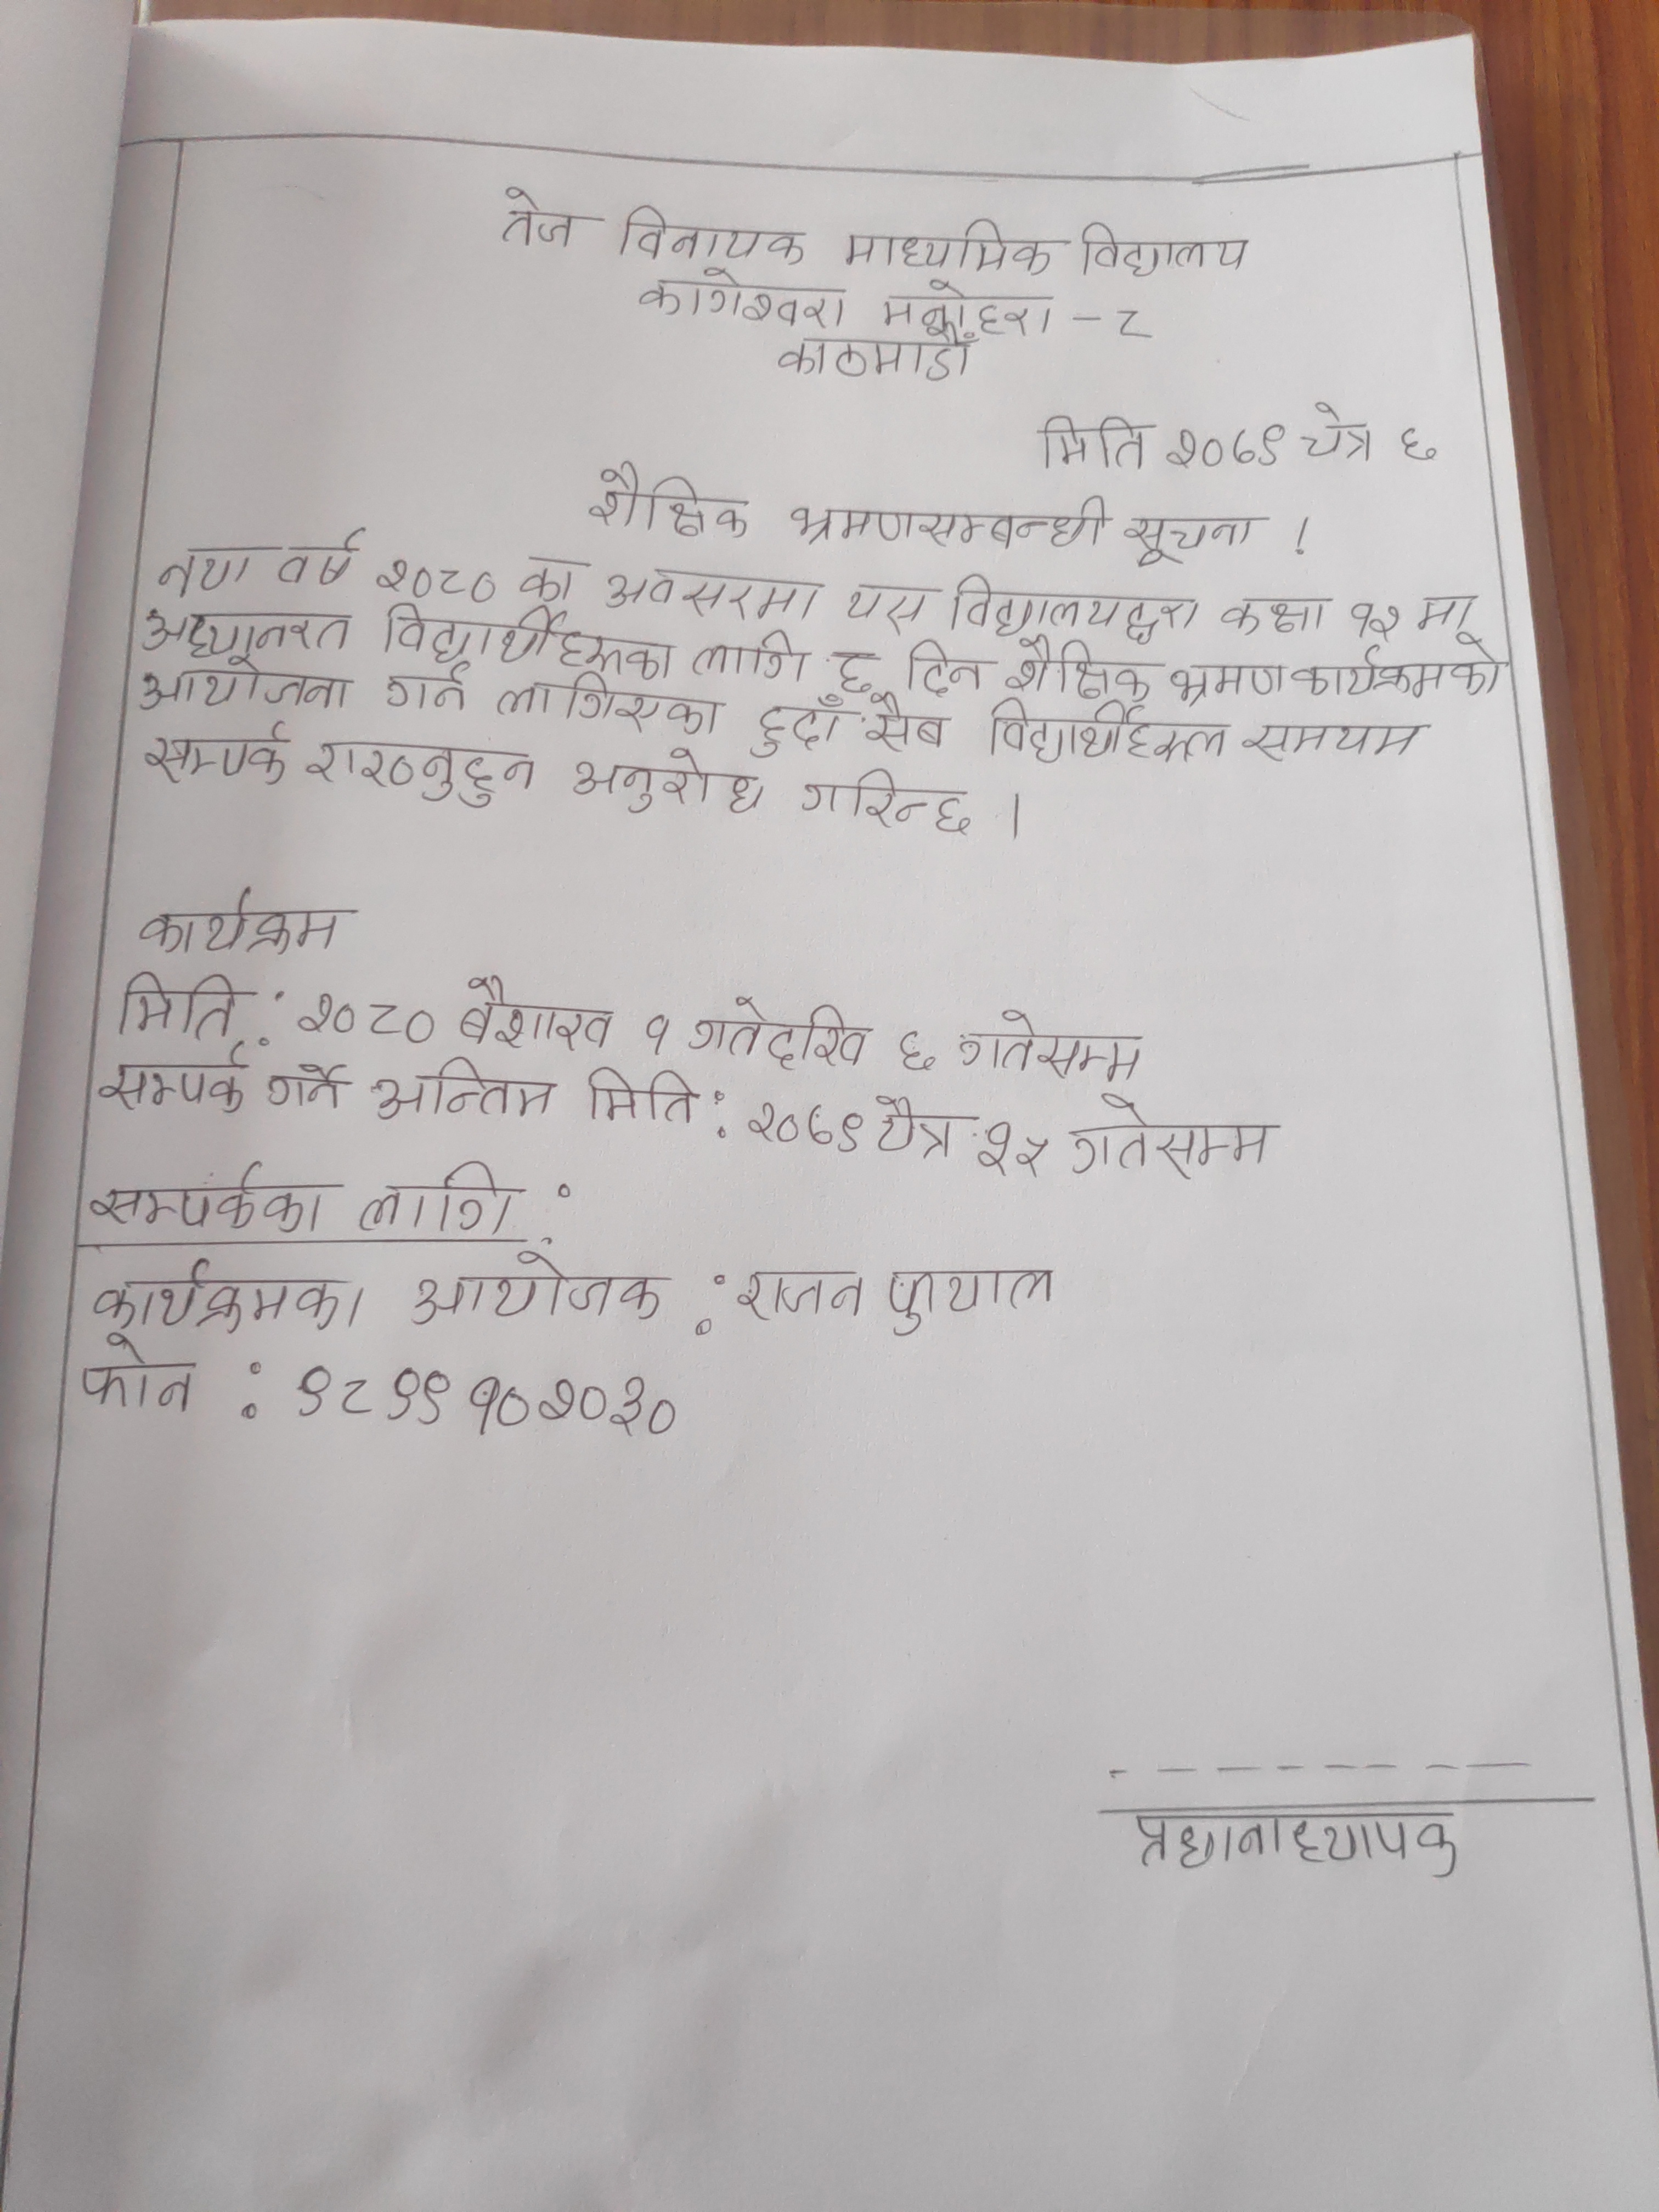 तेज विनायक माध्यमिक विद्यालय
कागेश्वरा मनोहरा - ८
काठमाडौँ
मिति २०७९ चेत्र ६
शैक्षिक भ्रमणसम्बन्धी सूचना !
नया वर्ष २०८० का अवसरमा यस विद्यालयद्वारा कक्षा १२ मा
अध्यनरत विद्यार्थीहरूका लागि ६ दिन शैक्षिक भ्रमण कार्यक्रमको
आयोजना गर्न लागिएका हुदाँ सैब विद्यार्थीहरूल समयम
सम्पर्क राख्नुहुन अनुरोध गरिन्छ ।
कार्यक्रम
मिति : २०८० बैशाख १ गतेदखि ६ गतेसम्म
सम्पर्क गर्ने अन्तिम मिति : २०७९ चैत्र २५ गतेसम्म
सम्पर्कका लागि :
कार्यक्रमका आयोजक : राजन फुयाल
फोन : ९८९९१०२०३०
प्रधानाध्यापक